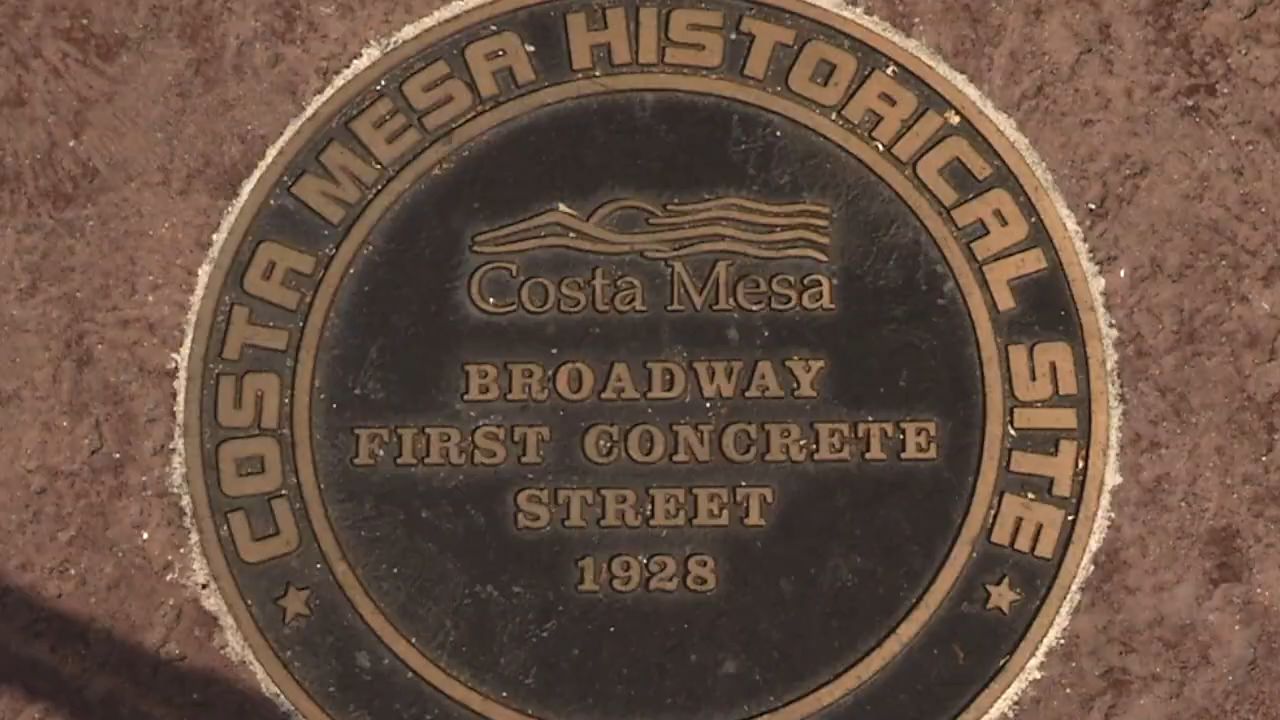 COSTA MESA HISTORICAL SITE
Costa Mesa
BROADWAY
FIRST CONCRETE
STREET
1928